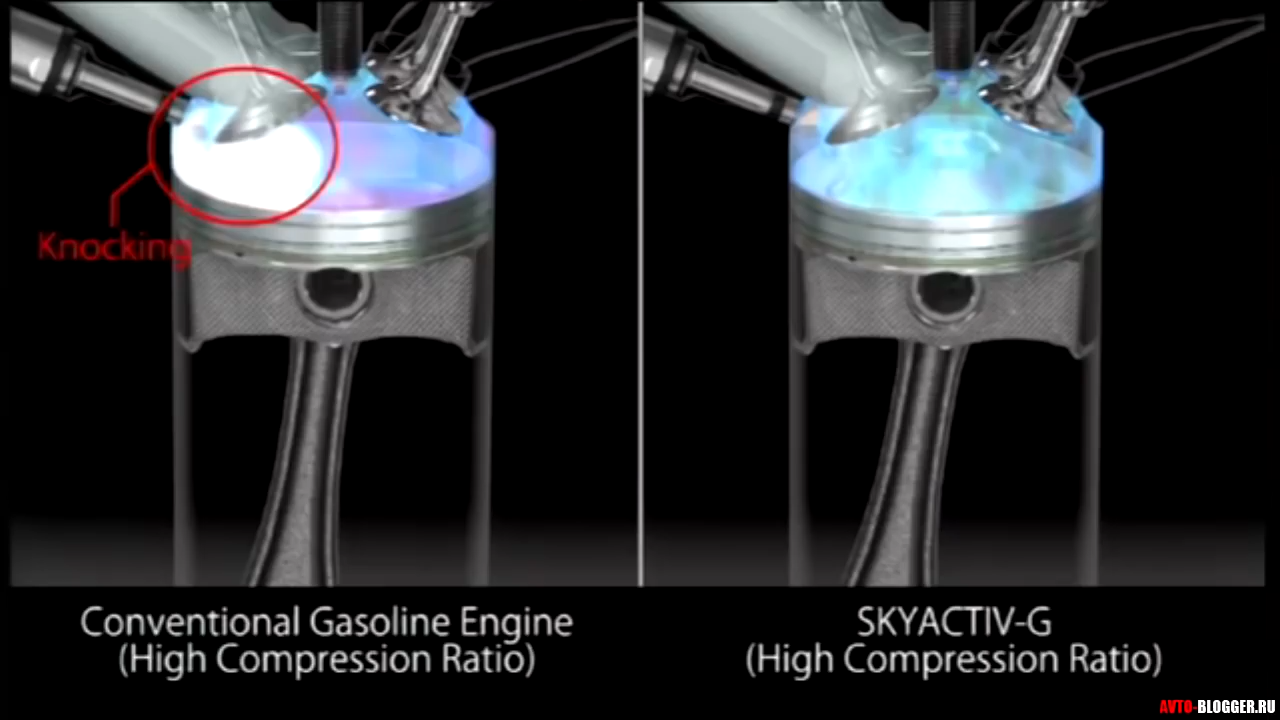 Knocking
Conventional Gasoline Engine
(High Compression Ratio)
SKYACTIV-G
(High Compression Ratio)
AVTO-BLOGGER.RU